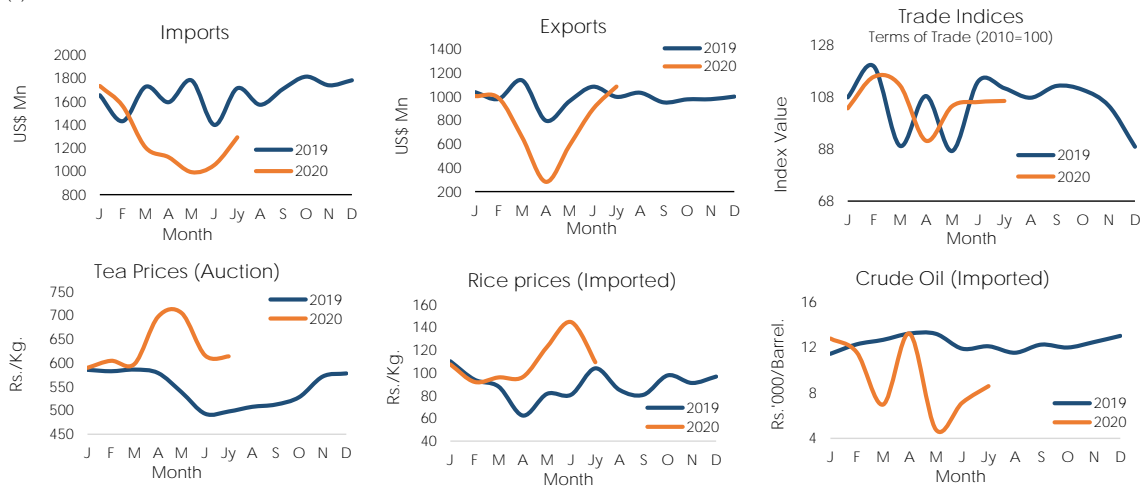 Imports
2000
1800
1600
1400
1200
1000
800
US$ Mn
J F M A M J Jy A S O N D
Month
2019
2020
Exports
1400
1200
1000
800
600
400
200
US$ Mn
J F M A M J Jy A S O N D
Month
2019
2020
Trade Indices
Terms of Trade (2010=100)
128
108
88
68
Index Value
J F M A M J Jy A S O N D
Month
2019
2020
Tea Prices (Auction)
750
700
650
600
550
500
450
Rs./Kg.
J F M A M J Jy A S O N D
Month
2019
2020
Rice prices (Imported)
160
140
120
100
80
60
40
Rs./Kg.
J F M A M J Jy A S O N D
Month
2019
2020
Crude Oil (Imported)
16
12
8
4
Rs.'000/Barrel.
J F M A M J Jy A S O N D
Month
2019
2020